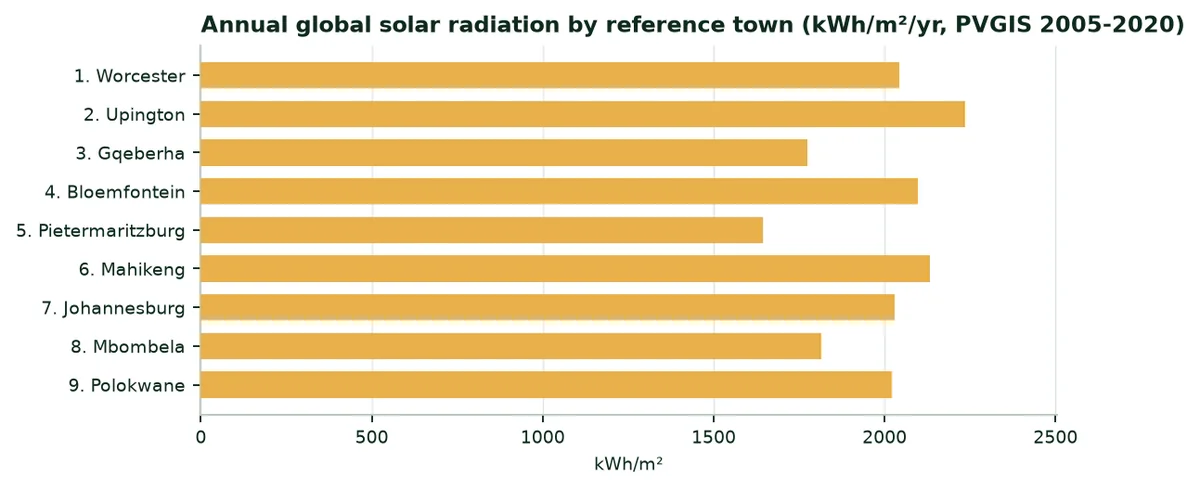 Annual global solar radiation by reference town (kWh/m²/yr, PVGIS 2005-2020)
1. Worcester
2. Upington
3. Gqeberha
4. Bloemfontein
5. Pietermaritzburg
6. Mahikeng
7. Johannesburg
8. Mbombela
9. Polokwane
0 500 1000 1500 2000 2500
kWh/m²